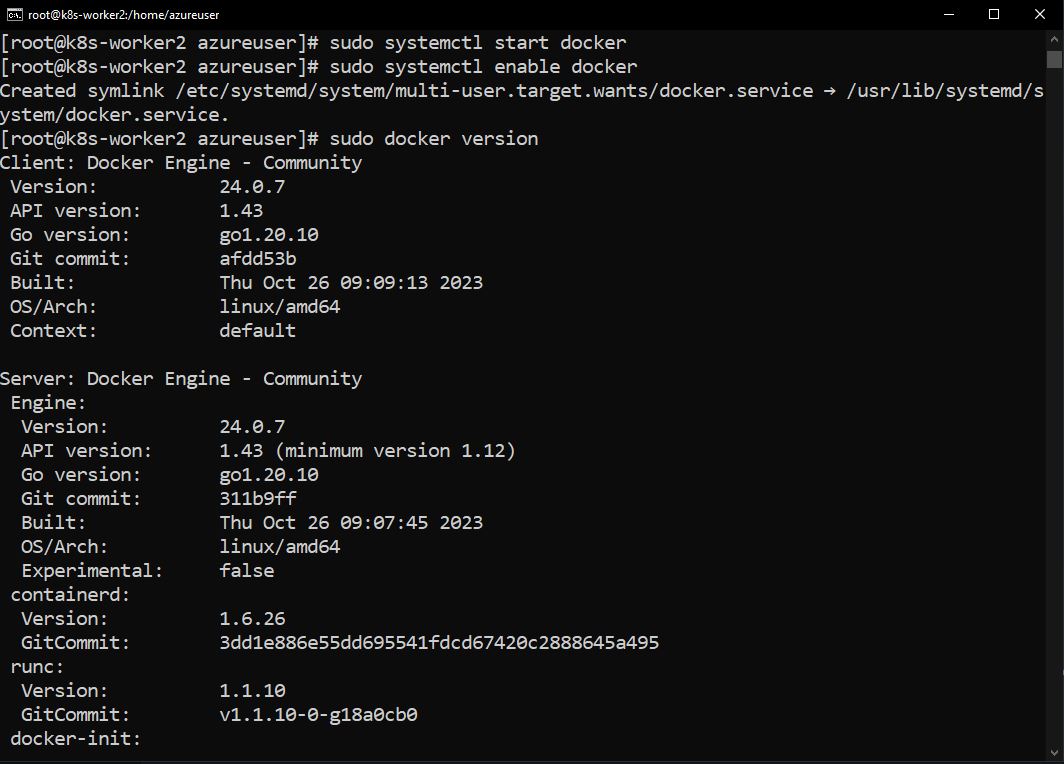 root@k8s-worker2:/home/azureuser
[root@k8s-worker2 azureuser]# sudo systemctl start docker
[root@k8s-worker2 azureuser]# sudo systemctl enable docker
Created symlink /etc/systemd/system/multi-user.target.wants/docker.service → /usr/lib/systemd/s
ystem/docker.service.
[root@k8s-worker2 azureuser]# sudo docker version
Client: Docker Engine - Community
 Version:           24.0.7
 API version:       1.43
 Go version:        go1.20.10
 Git commit:        afdd53b
 Built:             Thu Oct 26 09:09:13 2023
 OS/Arch:           linux/amd64
 Context:           default

Server: Docker Engine - Community
 Engine:
  Version:          24.0.7
  API version:      1.43 (minimum version 1.12)
  Go version:       go1.20.10
  Git commit:       311b9ff
  Built:            Thu Oct 26 09:07:45 2023
  OS/Arch:          linux/amd64
  Experimental:     false
 containerd:
  Version:          1.6.26
  GitCommit:        3dd1e886e55dd695541fdcd67420c2888645a495
 runc:
  Version:          1.1.10
  GitCommit:        v1.1.10-0-g18a0cb0
 docker-init: